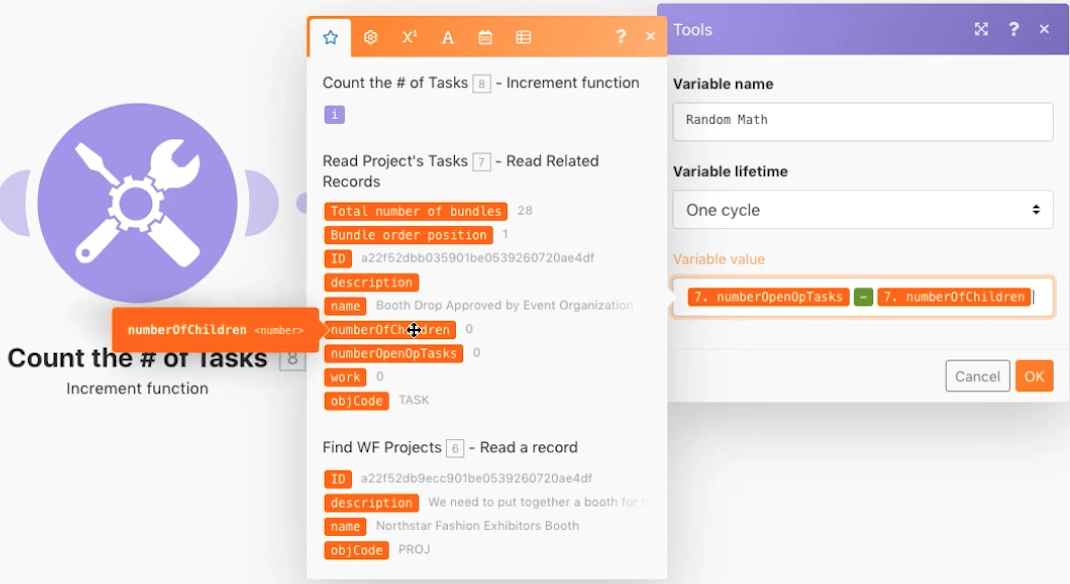 Tools
Count the # of Tasks 8 - Increment function
i
Read Project's Tasks 7 - Read Related
Records
Total number of bundles 28
Bundle order position 1
ID a22f52dbb035901be0539260720ae4df
description
name Booth Drop Approved by Event Organization
numberOfChildren 0
numberOpenOpTasks 0
work 0
objCode TASK
Find WF Projects 6 - Read a record
ID a22f52db9ecc901be0539260720ae4df
description We need to put together a booth for
name Northstar Fashion Exhibitors Booth
objCode PROJ
numberOfChildren <number>
Count the # of Tasks 8
Increment function
Variable name
Random Math
Variable lifetime
One cycle
Variable value
7. numberOpenOpTasks - 7. numberOfChildren
Cancel OK